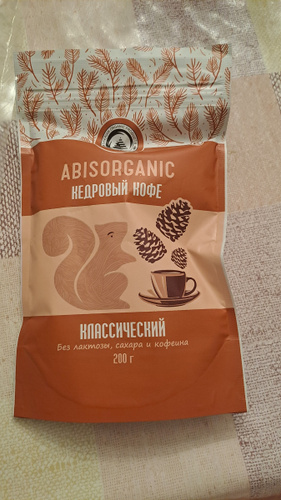 ABISORGANIC
КЕДРОВЫЙ КОФЕ
КЛАССИЧЕСКИЙ
Без лактозы, сахара и кофеина
200 г